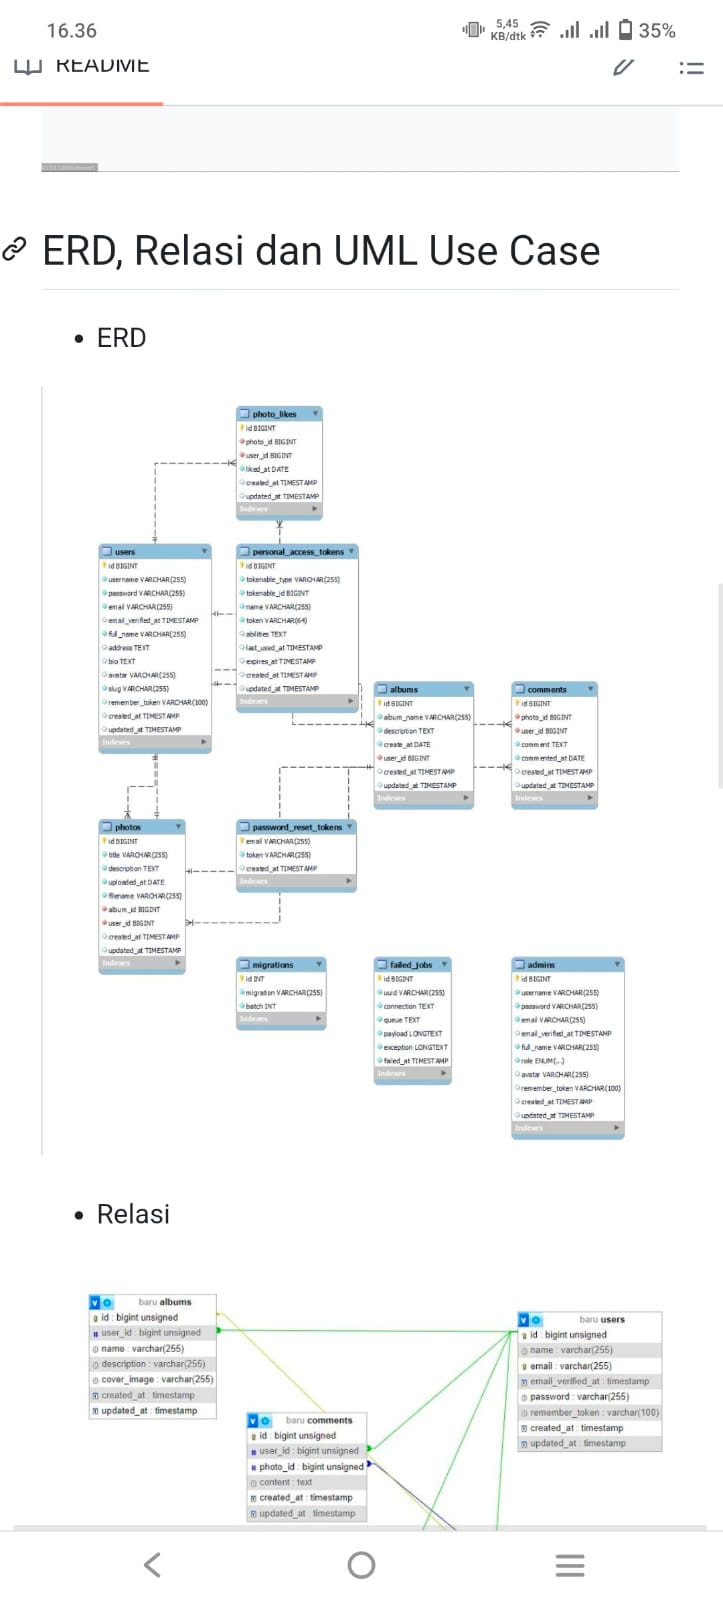 16.36
5,45
KB/dtk
35%
README
ERD, Relasi dan UML Use Case
ERD
photo_likes
id BIGINT
photo_id BIGINT
user_id BIGINT
liked_at DATE
created_at TIMESTAMP
updated_at TIMESTAMP
Indexes
users
id BIGINT
username VARCHAR(255)
password VARCHAR(255)
email VARCHAR(255)
email_verified_at TIMESTAMP
full_name VARCHAR(255)
address TEXT
bio TEXT
avatar VARCHAR(255)
slug VARCHAR(255)
remember_token VARCHAR(100)
created_at TIMESTAMP
updated_at TIMESTAMP
Indexes
personal_access_tokens
id BIGINT
tokenable_type VARCHAR(255)
tokenable_id BIGINT
name VARCHAR(255)
token VARCHAR(64)
abilities TEXT
last_used_at TIMESTAMP
expires_at TIMESTAMP
created_at TIMESTAMP
updated_at TIMESTAMP
Indexes
albums
id BIGINT
album_name VARCHAR(255)
description TEXT
create_at DATE
user_id BIGINT
created_at TIMESTAMP
updated_at TIMESTAMP
Indexes
comments
id BIGINT
photo_id BIGINT
user_id BIGINT
comment TEXT
commented_at DATE
created_at TIMESTAMP
updated_at TIMESTAMP
Indexes
photos
id BIGINT
title VARCHAR(255)
description TEXT
uploaded_at DATE
filename VARCHAR(255)
album_id BIGINT
user_id BIGINT
created_at TIMESTAMP
updated_at TIMESTAMP
Indexes
password_reset_tokens
email VARCHAR(255)
token VARCHAR(255)
created_at TIMESTAMP
Indexes
migrations
id INT
migration VARCHAR(255)
batch INT
Indexes
failed_jobs
id BIGINT
uuid VARCHAR(255)
connection TEXT
queue TEXT
payload LONGTEXT
exception LONGTEXT
failed_at TIMESTAMP
Indexes
admins
id BIGINT
username VARCHAR(255)
password VARCHAR(255)
email VARCHAR(255)
email_verified_at TIMESTAMP
full_name VARCHAR(255)
role ENUM(...)
avatar VARCHAR(255)
remember_token VARCHAR(100)
created_at TIMESTAMP
updated_at TIMESTAMP
Indexes
Relasi
baru albums
id : bigint unsigned
user_id : bigint unsigned
name : varchar(255)
description : varchar(255)
cover_image : varchar(255)
created_at : timestamp
updated_at : timestamp
baru users
id : bigint unsigned
name : varchar(255)
email : varchar(255)
email_verified_at : timestamp
password : varchar(255)
remember_token : varchar(100)
created_at : timestamp
updated_at : timestamp
baru comments
id : bigint unsigned
user_id : bigint unsigned
photo_id : bigint unsigned
content : text
created_at : timestamp
updated_at : timestamp